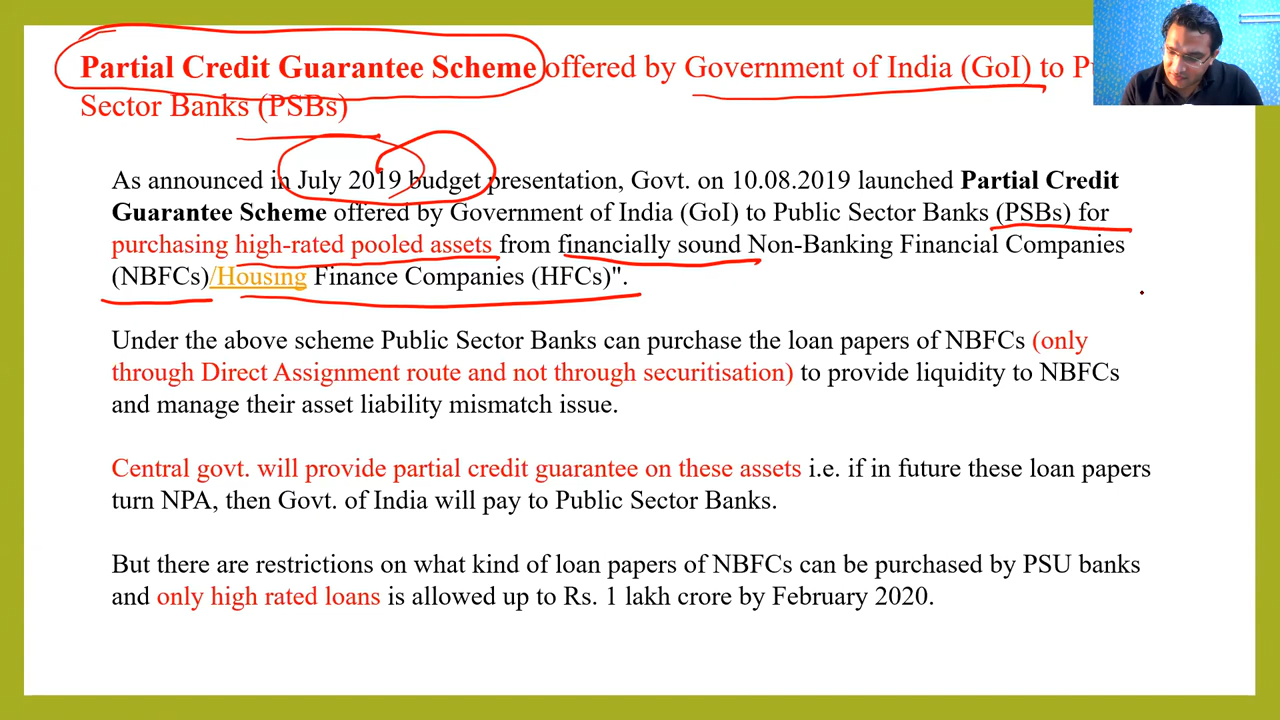 Partial Credit Guarantee Scheme offered by Government of India (GoI) to
Sector Banks (PSBs)
As announced in July 2019 budget presentation, Govt. on 10.08.2019 launched Partial Credit
Guarantee Scheme offered by Government of India (GoI) to Public Sector Banks (PSBs) for
purchasing high-rated pooled assets from financially sound Non-Banking Financial Companies
(NBFCs)/Housing Finance Companies (HFCs)".
Under the above scheme Public Sector Banks can purchase the loan papers of NBFCs (only
through Direct Assignment route and not through securitisation) to provide liquidity to NBFCs
and manage their asset liability mismatch issue.
Central govt. will provide partial credit guarantee on these assets i.e. if in future these loan papers
turn NPA, then Govt. of India will pay to Public Sector Banks.
But there are restrictions on what kind of loan papers of NBFCs can be purchased by PSU banks
and only high rated loans is allowed up to Rs. 1 lakh crore by February 2020.